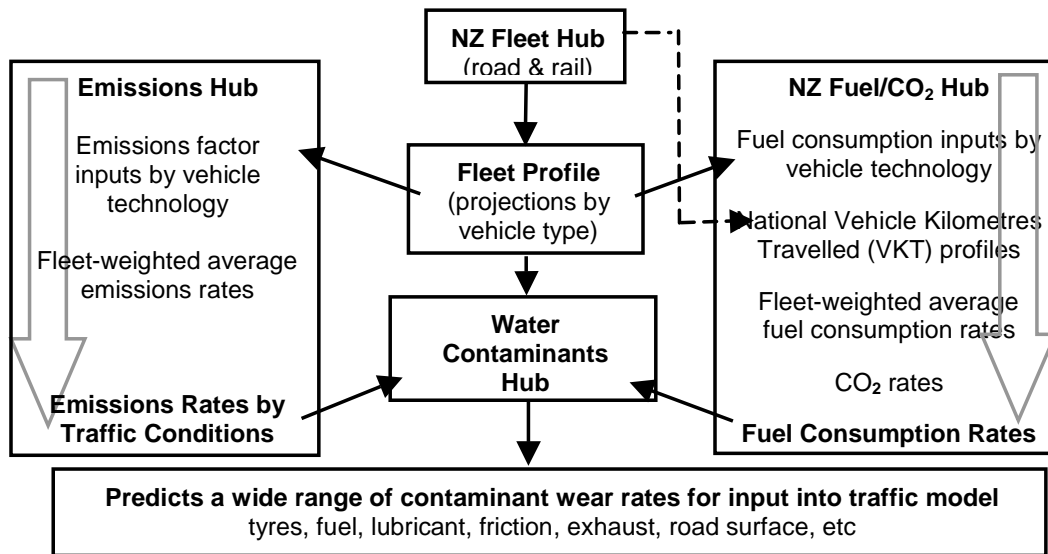 NZ Fleet Hub
(road & rail)
Emissions Hub
Emissions factor
inputs by vehicle
technology
Fleet-weighted average
emissions rates
Emissions Rates by
Traffic Conditions
Fleet Profile
(projections by
vehicle type)
Water
Contaminants
Hub
NZ Fuel/CO₂ Hub
Fuel consumption inputs by
vehicle technology
National Vehicle Kilometres
Travelled (VKT) profiles
Fleet-weighted average
fuel consumption rates
CO₂ rates
Fuel Consumption Rates
Predicts a wide range of contaminant wear rates for input into traffic model
tyres, fuel, lubricant, friction, exhaust, road surface, etc